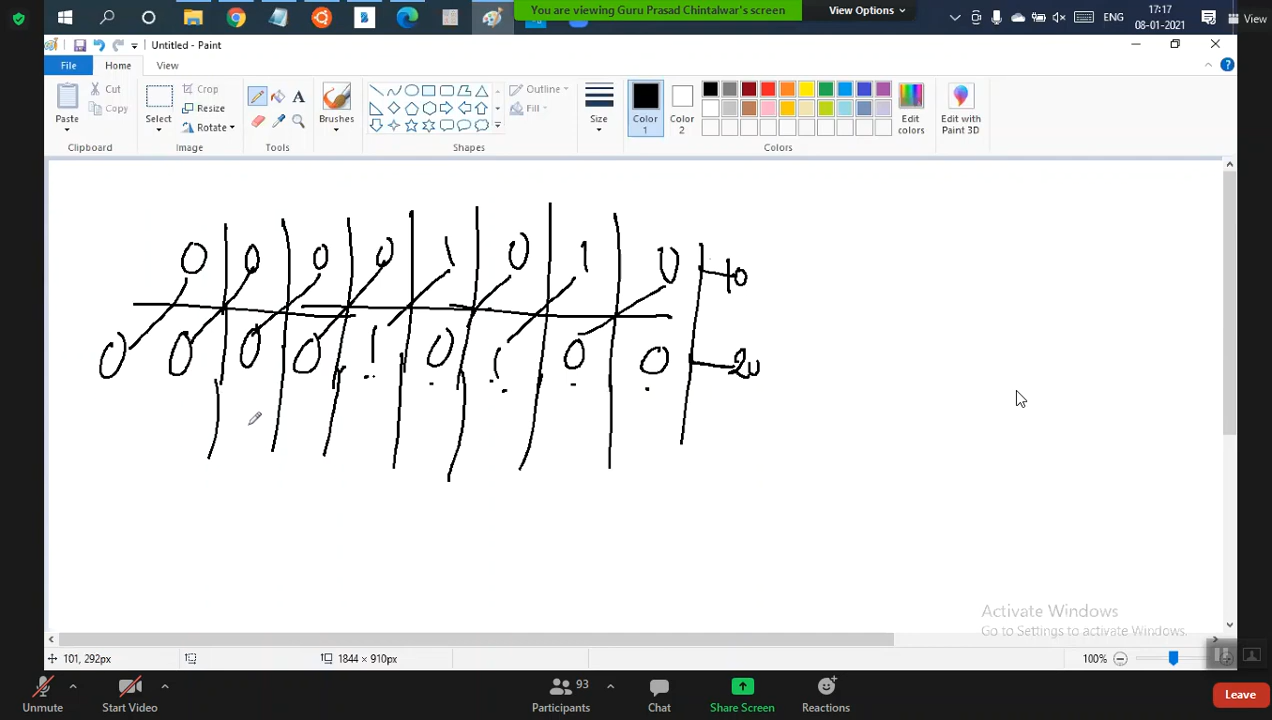 You are viewing Guru Prasad Chintalwar's screen
View Options
ENG
17:17
08-01-2021
View
Untitled - Paint
File
Home
View
Paste
Cut
Copy
Clipboard
Select
Crop
Resize
Rotate
Image
A
Tools
Brushes
Outline
Fill
Shapes
Size
Color 1
Color 2
Edit colors
Edit with Paint 3D
Colors
0 0 0 0 1 0 1 0 10
0 0 0 0 1 0 1 0 0 20
Activate Windows
Go to Settings to activate Windows.
101, 292px
1844 × 910px
100%
Unmute
Start Video
93
Participants
Chat
Share Screen
Reactions
Leave